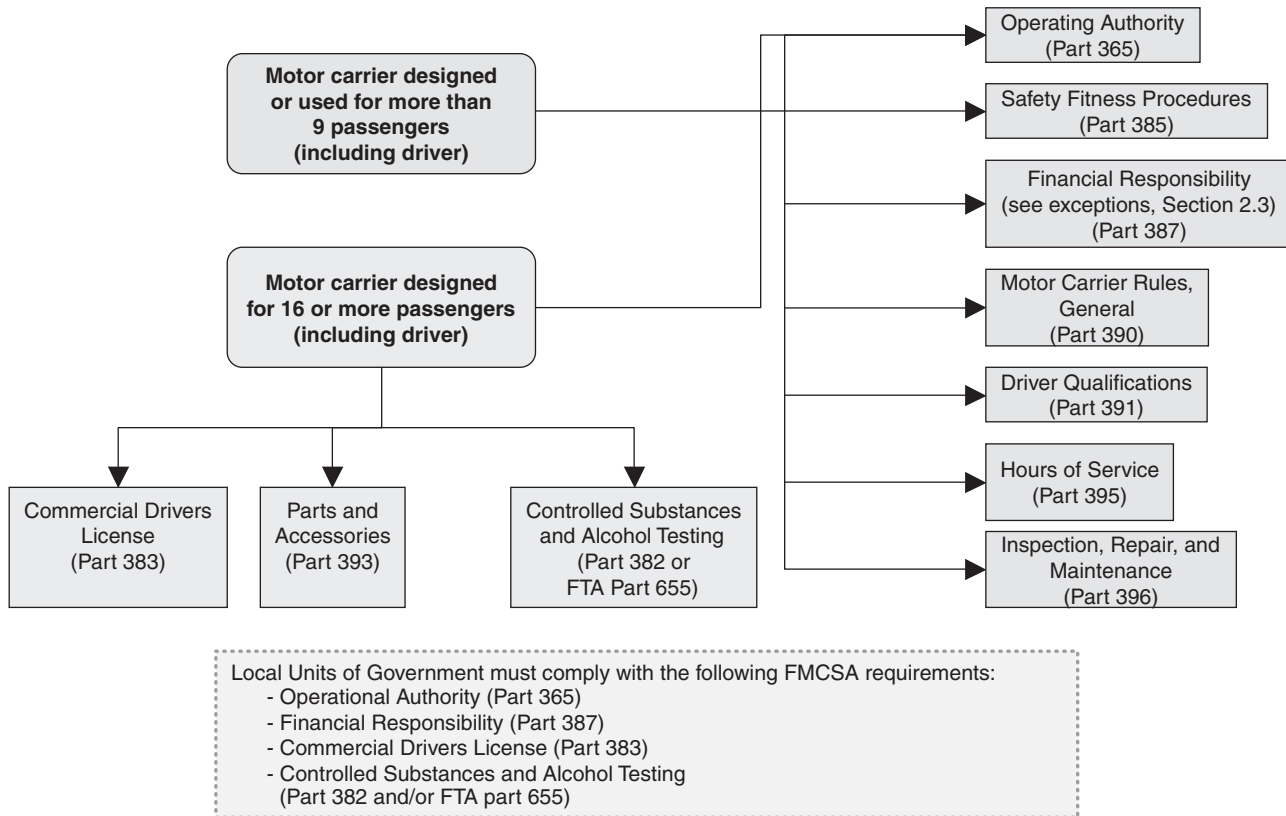 Motor carrier designed
or used for more than
9 passengers
(including driver)
Motor carrier designed
for 16 or more passengers
(including driver)
Operating Authority
(Part 365)
Safety Fitness Procedures
(Part 385)
Financial Responsibility
(see exceptions, Section 2.3)
(Part 387)
Motor Carrier Rules,
General
(Part 390)
Driver Qualifications
(Part 391)
Hours of Service
(Part 395)
Inspection, Repair, and
Maintenance
(Part 396)
Commercial Drivers
License
(Part 383)
Parts and
Accessories
(Part 393)
Controlled Substances
and Alcohol Testing
(Part 382 or
FTA Part 655)
Local Units of Government must comply with the following FMCSA requirements:
- Operational Authority (Part 365)
- Financial Responsibility (Part 387)
- Commercial Drivers License (Part 383)
- Controlled Substances and Alcohol Testing
(Part 382 and/or FTA part 655)